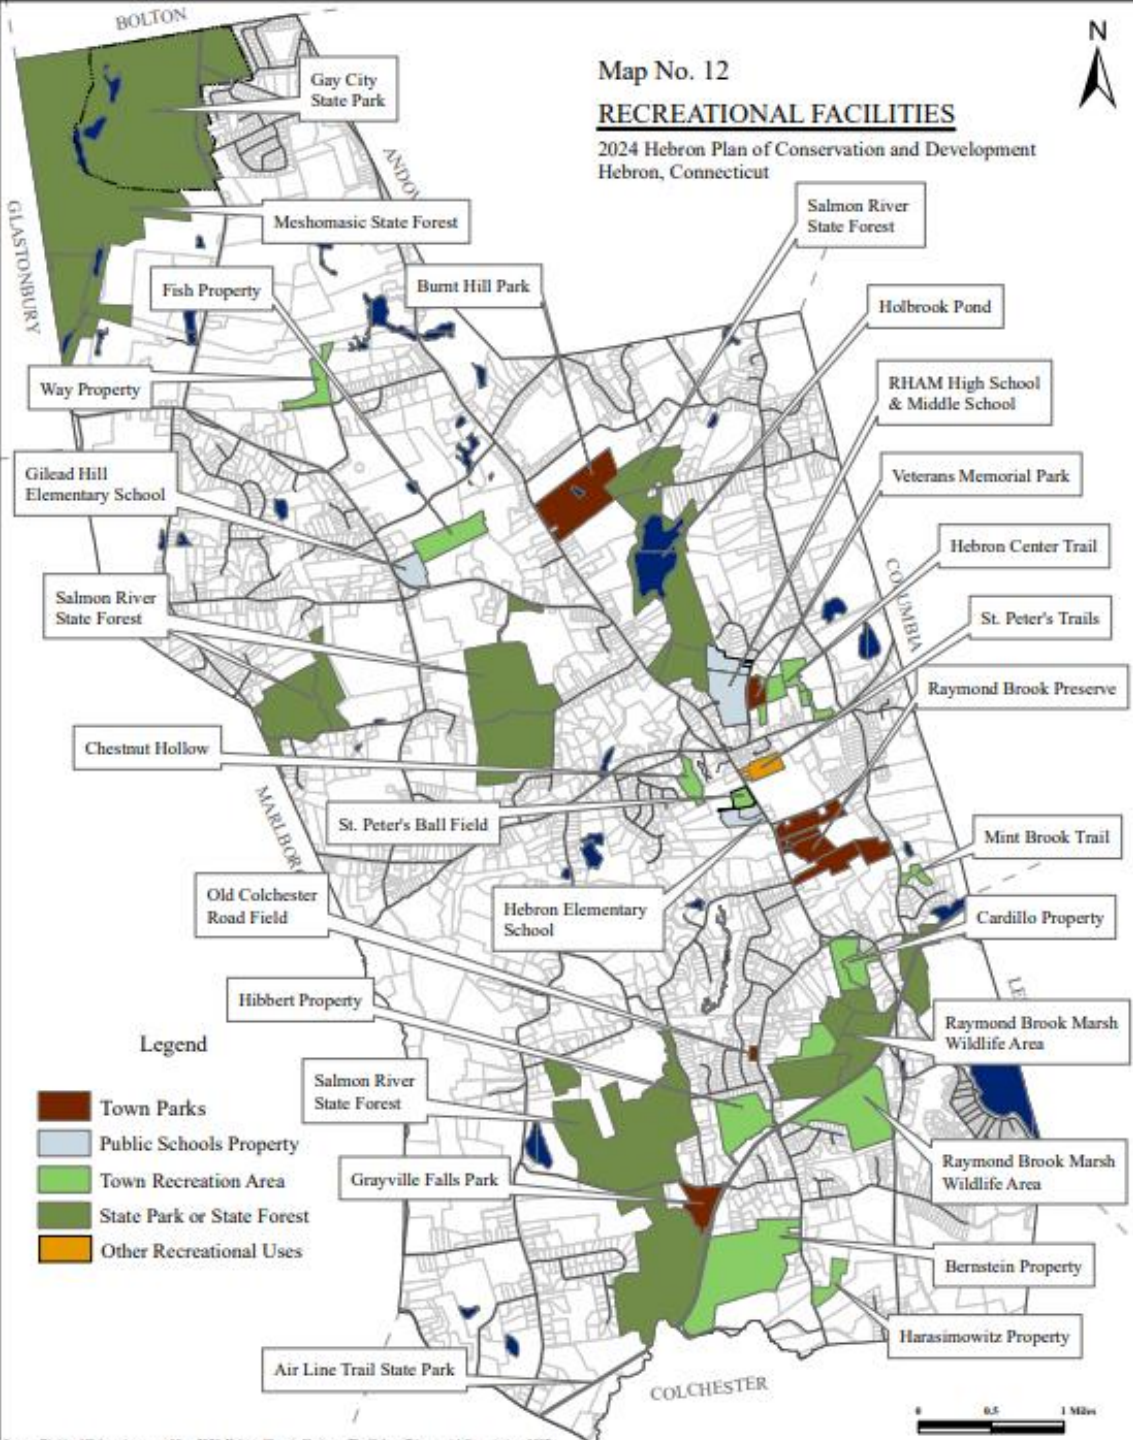 BOLTON
N
Map No. 12
RECREATIONAL FACILITIES
2024 Hebron Plan of Conservation and Development
Hebron, Connecticut
Gay City
State Park
GLASTONBURY
Meshomasic State Forest
Salmon River
State Forest
Fish Property
Burnt Hill Park
Holbrook Pond
Way Property
RHAM High School
& Middle School
Gilead Hill
Elementary School
Veterans Memorial Park
Hebron Center Trail
COLUMBIA
Salmon River
State Forest
St. Peter's Trails
Raymond Brook Preserve
Chestnut Hollow
St. Peter's Ball Field
Mint Brook Trail
Old Colchester
Road Field
Hebron Elementary
School
Cardillo Property
Hibbert Property
Raymond Brook Marsh
Wildlife Area
Legend
Town Parks
Public Schools Property
Town Recreation Area
State Park or State Forest
Other Recreational Uses
Salmon River
State Forest
Grayville Falls Park
Raymond Brook Marsh
Wildlife Area
Bernstein Property
Harasimowitz Property
Air Line Trail State Park
COLCHESTER
0 0.5 1 Miles